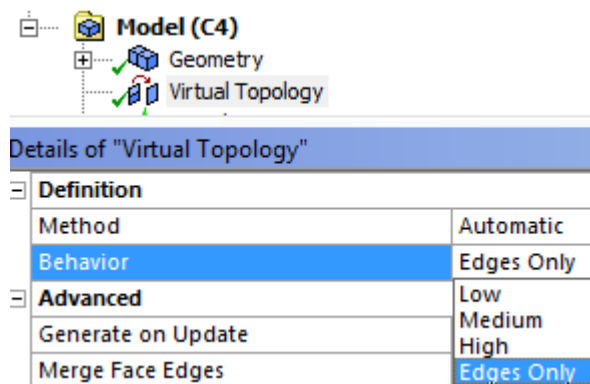 Model (C4)
Geometry
Virtual Topology
Details of "Virtual Topology"
Definition
Method Automatic
Behavior Edges Only
Advanced Low
Medium
Generate on Update High
Merge Face Edges Edges Only